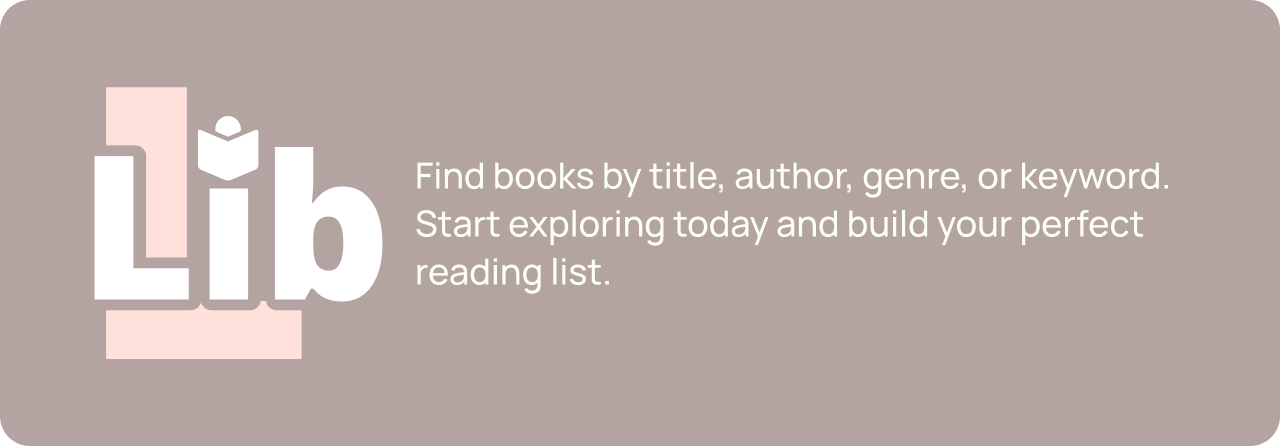 Lib
Find books by title, author, genre, or keyword.
Start exploring today and build your perfect
reading list.